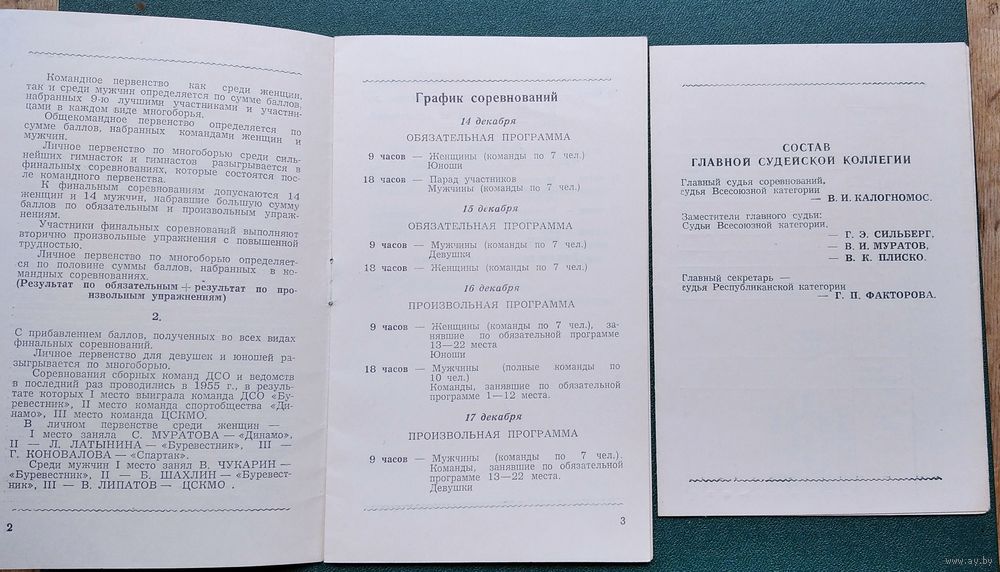 Командное первенство как среди женщин,
так и среди мужчин определяется по сумме баллов,
набранных 9-ю лучшими участниками и участни-
цами в каждом виде многоборья.
Общекомандное первенство определяется по
сумме баллов, набранных командами женщин и
мужчин.
Личное первенство по многоборью среди силь-
нейших гимнасток и гимнастов разыгрывается в
финальных соревнованиях, которые состоятся пос-
ле командного первенства.
К финальным соревнованиям допускаются 14
женщин и 14 мужчин, набравшие большую сумму
баллов по обязательным и произвольным упраж-
нениям.
Участники финальных соревнований выполняют
вторично произвольные упражнения с повышенной
трудностью.
Личное первенство по многоборью определяет-
ся по половине суммы баллов, набранных в ко-
мандных соревнованиях.
(Результат по обязательным + результат по про-
извольным упражнениям)
2.
С прибавлением баллов, полученных во всех видах
финальных соревнований.
Личное первенство для девушек и юношей ра-
зыгрывается по многоборью.
Соревнования сборных команд ДСО и ведомств
в последний раз проводились в 1955 г., в резуль-
тате которых I место выиграла команда ДСО «Бу-
ревестник», II место команда спортобщества «Ди-
намо», III место команда ЦСКМО.
В личном первенстве среди женщин —
I место заняла С. МУРАТОВА — «Динамо»,
II — Л. ЛАТЫНИНА — «Буревестник», III —
Г. КОНОВАЛОВА — «Спартак».
Среди мужчин I место занял В. ЧУКАРИН —
«Буревестник», II — Б. ШАХЛИН — «Буревест-
ник», III — В. ЛИПАТОВ — ЦСКМО .
2
График соревнований
14 декабря
ОБЯЗАТЕЛЬНАЯ ПРОГРАММА
9 часов — Женщины (команды по 7 чел.)
Юноши
18 часов — Парад участников
Мужчины (команды по 7 чел.)
15 декабря
ОБЯЗАТЕЛЬНАЯ ПРОГРАММА
9 часов — Мужчины (команды по 7 чел.)
Девушки
18 часов — Женщины (команды по 7 чел.)
16 декабря
ПРОИЗВОЛЬНАЯ ПРОГРАММА
9 часов — Женщины (команды по 7 чел.), за-
нявшие по обязательной программе
13—22 места
Юноши
18 часов — Мужчины (полные команды по
10 чел.)
Команды, занявшие по обязательной
программе 1—12 места.
17 декабря
ПРОИЗВОЛЬНАЯ ПРОГРАММА
9 часов — Мужчины (команды по 7 чел.).
Команды, занявшие по обязательной
программе 13—22 места.
Девушки
3
СОСТАВ
ГЛАВНОЙ СУДЕЙСКОЙ КОЛЛЕГИИ
Главный судья соревнований,
судья Всесоюзной категории
— В. И. КАЛОГНОМОС.
Заместители главного судьи:
Судьи Всесоюзной категории,
— Г. Э. СИЛЬБЕРГ,
— В. И. МУРАТОВ,
— В. К. ПЛИСКО.
Главный секретарь —
судья Республиканской категории
— Г. П. ФАКТОРОВА.
www.ay.by